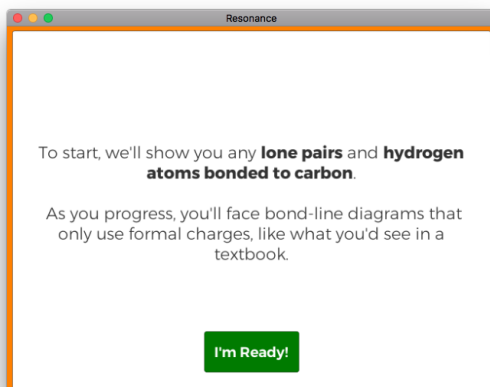 Resonance
To start, we'll show you any lone pairs and hydrogen
atoms bonded to carbon.
As you progress, you'll face bond-line diagrams that
only use formal charges, like what you'd see in a
textbook.
I'm Ready!